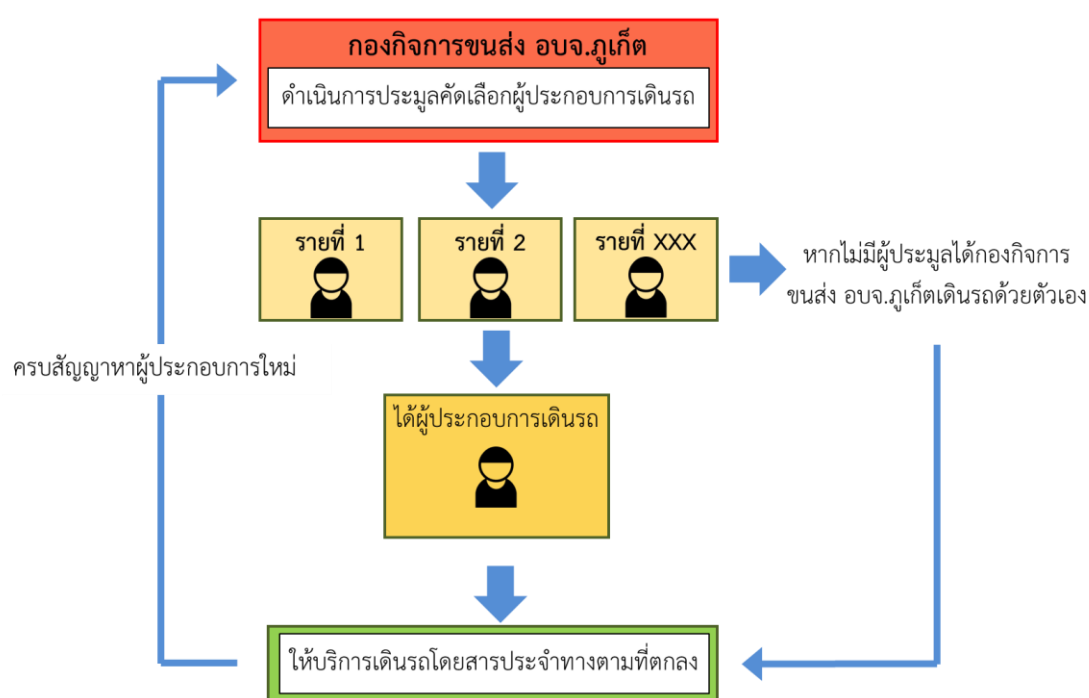 กองกิจการขนส่ง อบจ.ภูเก็ต
ดำเนินการประมูลคัดเลือกผู้ประกอบการเดินรถ
รายที่ 1
รายที่ 2
รายที่ XXX
หากไม่มีผู้ประมูลได้กองกิจการ
ขนส่ง อบจ.ภูเก็ตเดินรถด้วยตัวเอง
ครบสัญญาหาผู้ประกอบการใหม่
ได้ผู้ประกอบการเดินรถ
ให้บริการเดินรถโดยสารประจำทางตามที่ตกลง